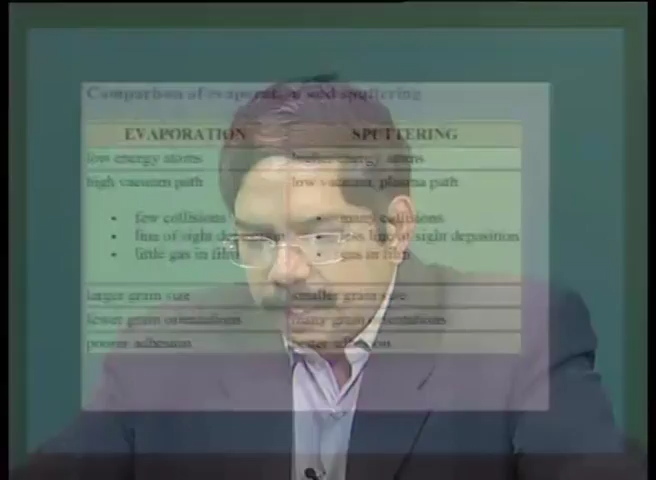 Comparison of evaporation and sputtering
EVAPORATION SPUTTERING
low energy atoms higher energy atoms
high vacuum path low vacuum, plasma path
• few collisions • many collisions
• line of sight deposition • less line of sight deposition
• little gas in film • gas in film
larger grain size smaller grain size
fewer grain orientations many grain orientations
poorer adhesion better adhesion